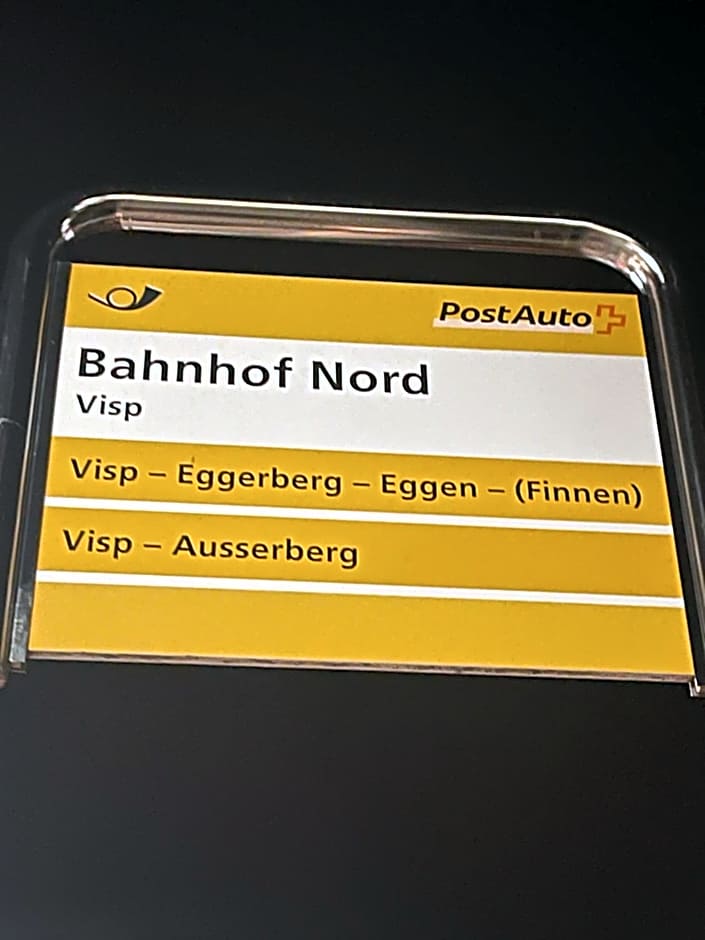 PostAuto
Bahnhof Nord
Visp
Visp – Eggerberg – Eggen – (Finnen)
Visp – Ausserberg